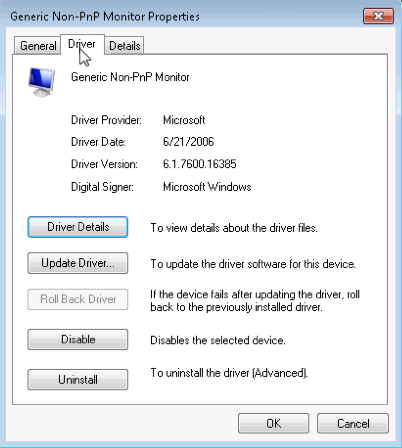 Generic Non-PnP Monitor Properties
General Driver Details
Generic Non-PnP Monitor
Driver Provider: Microsoft
Driver Date: 6/21/2006
Driver Version: 6.1.7600.16385
Digital Signer: Microsoft Windows
Driver Details To view details about the driver files.
Update Driver... To update the driver software for this device.
Roll Back Driver If the device fails after updating the driver, roll
back to the previously installed driver.
Disable Disables the selected device.
Uninstall To uninstall the driver (Advanced).
OK Cancel